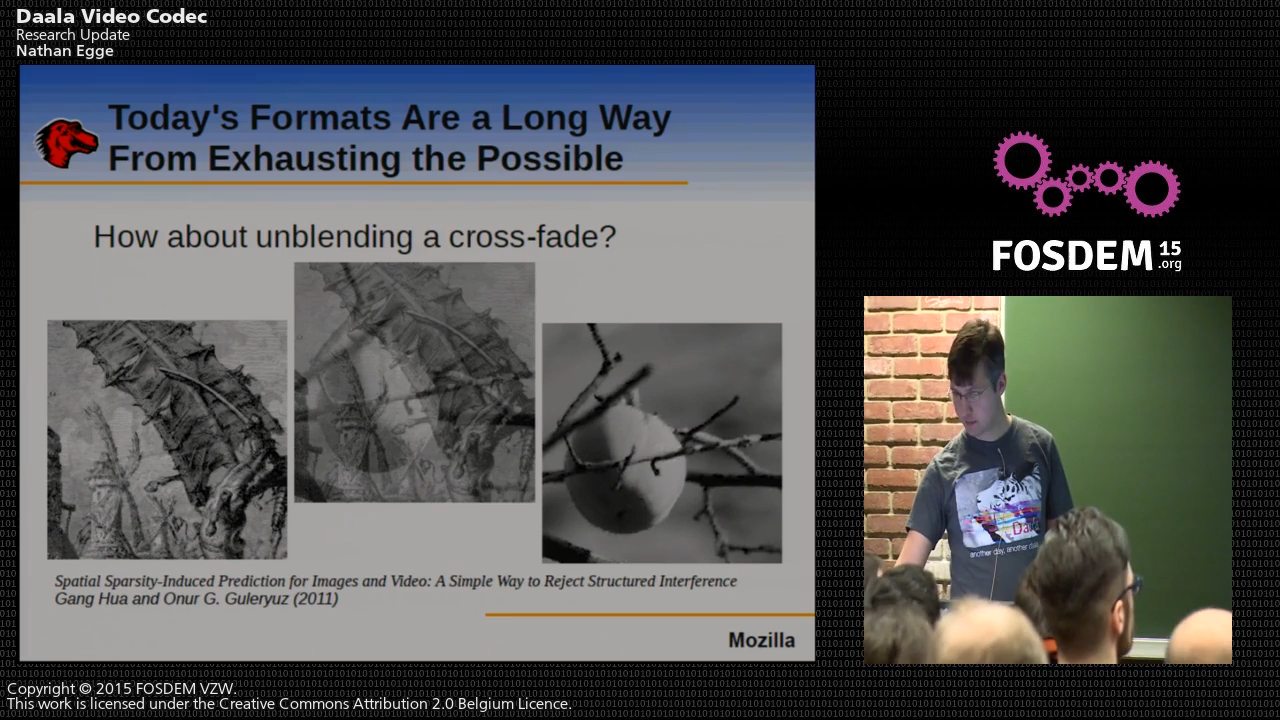 Daala Video Codec
Research Update
Nathan Egge
Today's Formats Are a Long Way
From Exhausting the Possible
How about unblending a cross-fade?
Spatial Sparsity-Induced Prediction for Images and Video: A Simple Way to Reject Structured Interference
Gang Hua and Onur G. Guleryuz (2011)
Mozilla
FOSDEM 15
.org
another day, another
Copyright © 2015 FOSDEM VZW.
This work is licensed under the Creative Commons Attribution 2.0 Belgium Licence.